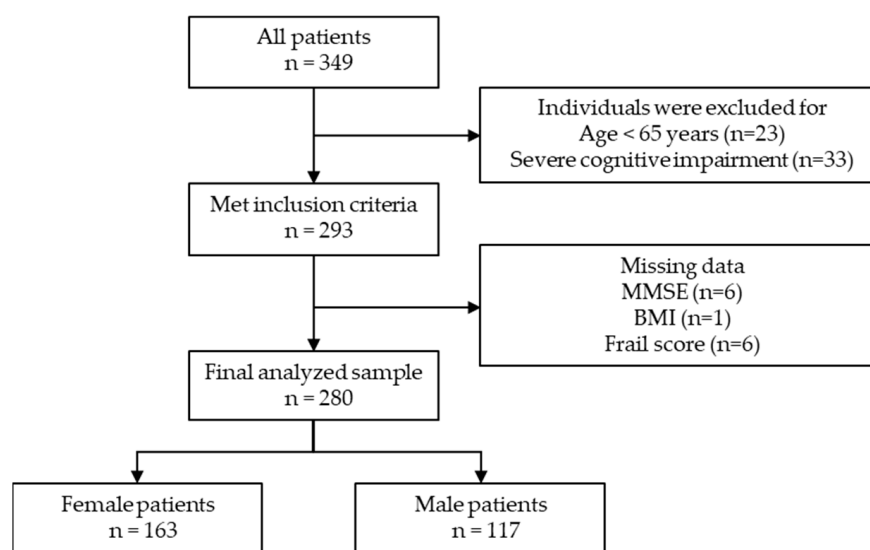 All patients
n = 349
Individuals were excluded for
Age < 65 years (n=23)
Severe cognitive impairment (n=33)
Met inclusion criteria
n = 293
Missing data
MMSE (n=6)
BMI (n=1)
Frail score (n=6)
Final analyzed sample
n = 280
Female patients
n = 163
Male patients
n = 117